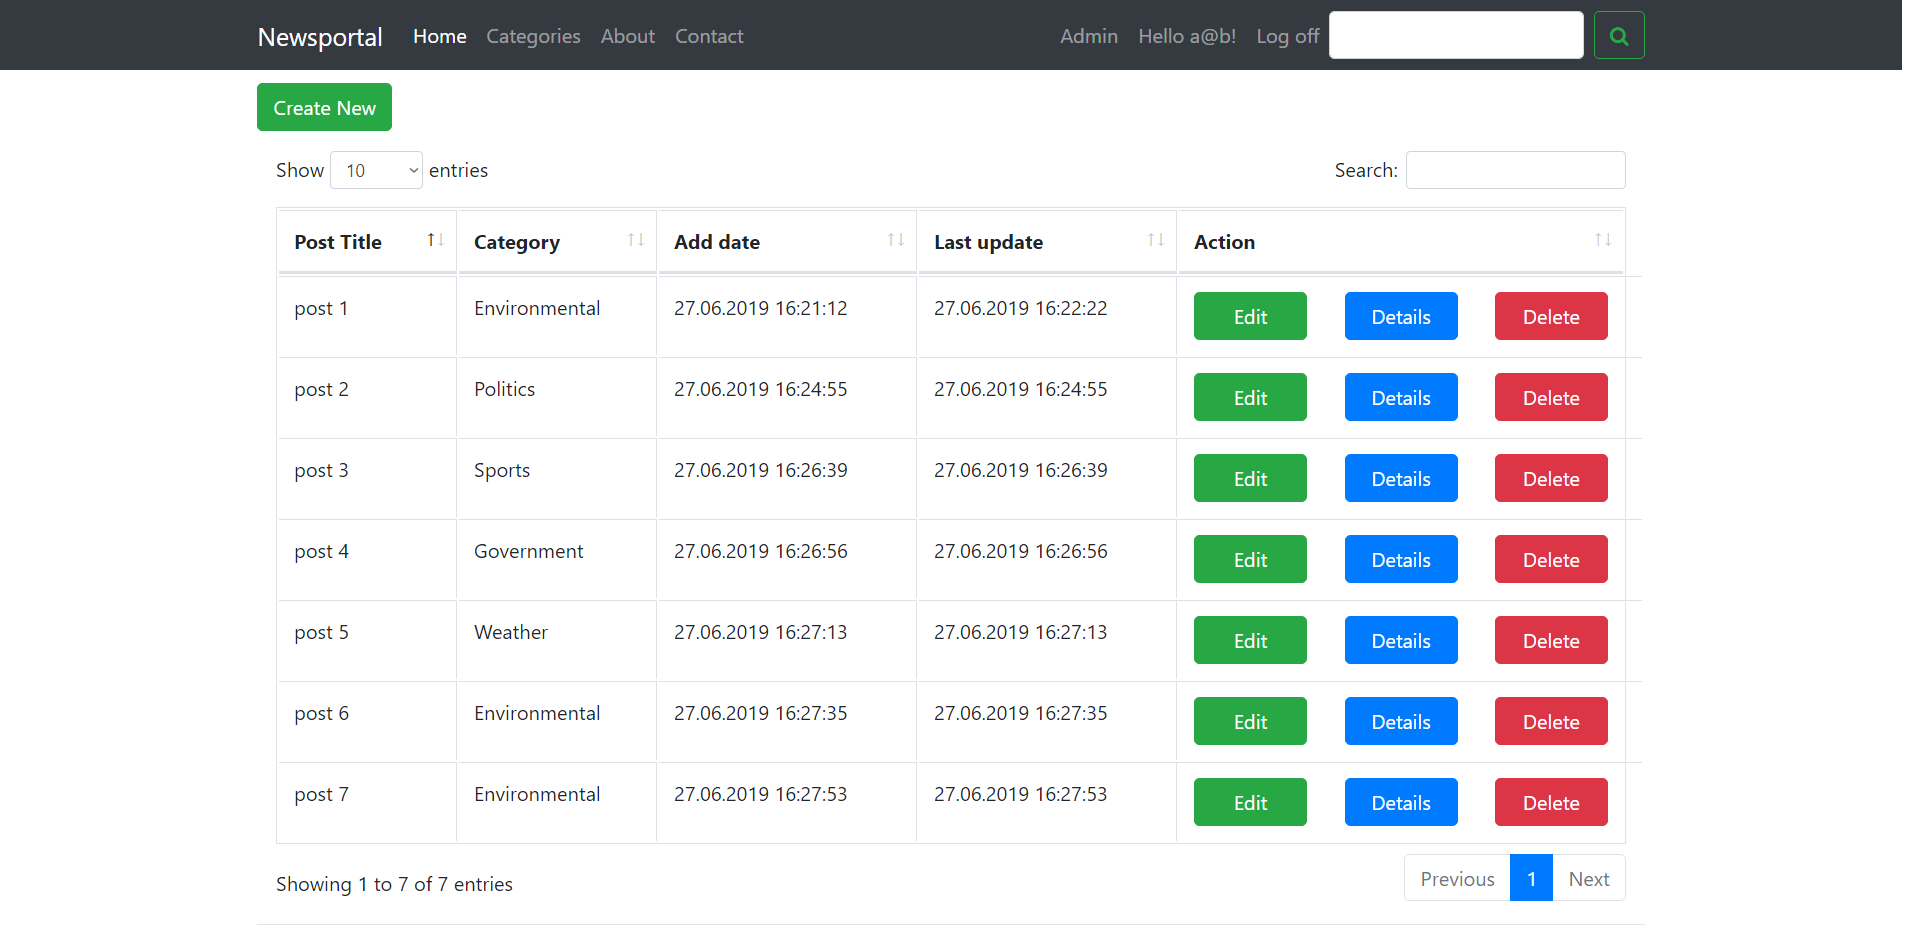 Newsportal Home Categories About Contact Admin Hello a@b! Log off
Create New
Show 10 entries Search:
Post Title Category Add date Last update Action
post 1 Environmental 27.06.2019 16:21:12 27.06.2019 16:22:22 Edit Details Delete
post 2 Politics 27.06.2019 16:24:55 27.06.2019 16:24:55 Edit Details Delete
post 3 Sports 27.06.2019 16:26:39 27.06.2019 16:26:39 Edit Details Delete
post 4 Government 27.06.2019 16:26:56 27.06.2019 16:26:56 Edit Details Delete
post 5 Weather 27.06.2019 16:27:13 27.06.2019 16:27:13 Edit Details Delete
post 6 Environmental 27.06.2019 16:27:35 27.06.2019 16:27:35 Edit Details Delete
post 7 Environmental 27.06.2019 16:27:53 27.06.2019 16:27:53 Edit Details Delete
Showing 1 to 7 of 7 entries Previous 1 Next